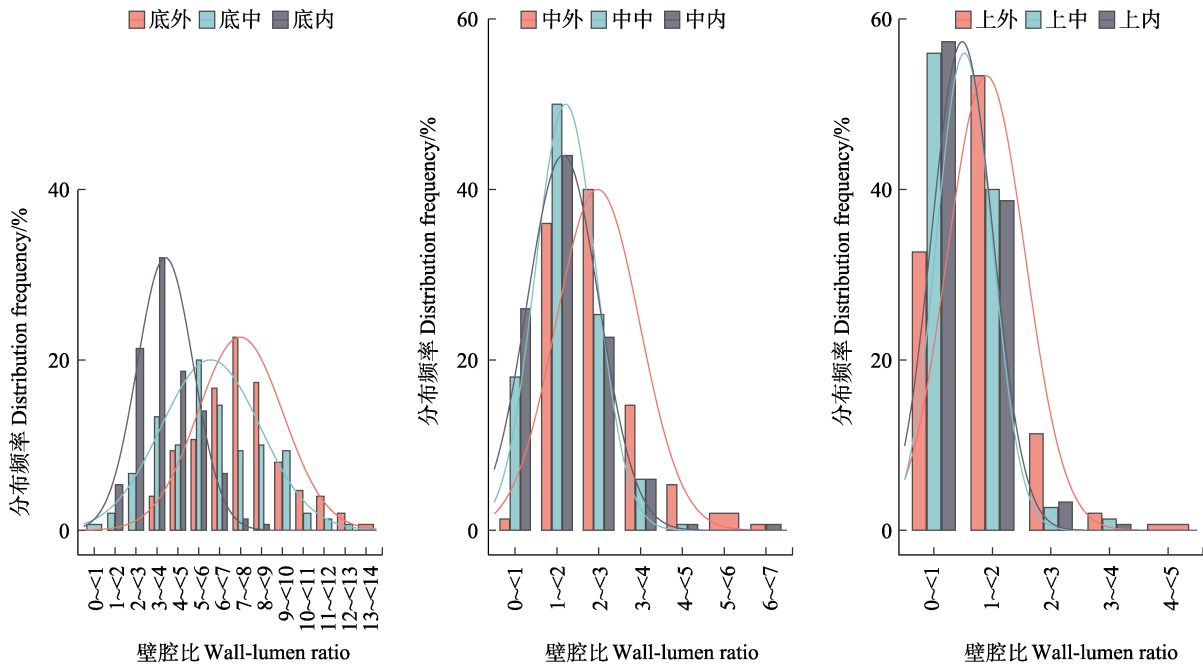 底外 底中 底内
40
20
0
分布频率 Distribution frequency/%
0~<1 1~<2 2~<3 3~<4 4~<5 5~<6 6~<7 7~<8 8~<9 9~<10 10~<11 11~<12 12~<13 13~<14
壁腔比 Wall-lumen ratio
中外 中中 中内
60
40
20
0
分布频率 Distribution frequency/%
0~<1 1~<2 2~<3 3~<4 4~<5 5~<6 6~<7
壁腔比 Wall-lumen ratio
上外 上中 上内
60
40
20
0
分布频率 Distribution frequency/%
0~<1 1~<2 2~<3 3~<4 4~<5
壁腔比 Wall-lumen ratio